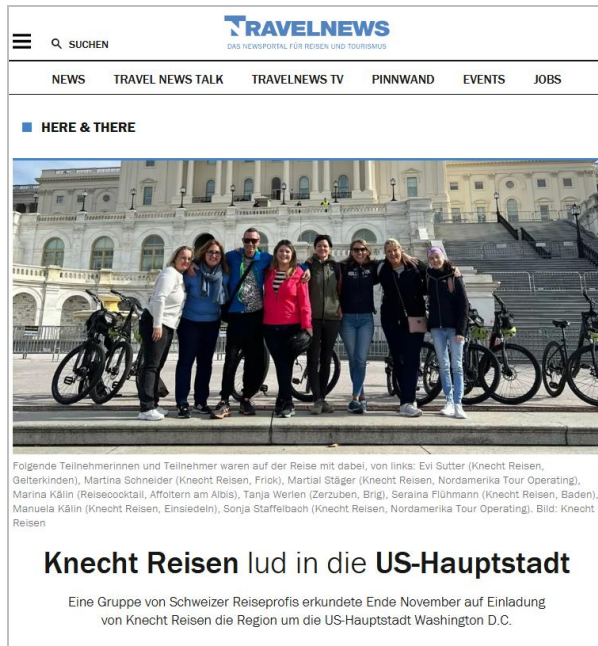 TRAVELNEWS
DAS NEWSPORTAL FÜR REISEN UND TOURISMUS
SUCHEN
NEWS TRAVEL NEWS TALK TRAVELNEWS TV PINNWAND EVENTS JOBS
HERE & THERE
Folgende Teilnehmerinnen und Teilnehmer waren auf der Reise mit dabei, von links: Evi Sutter (Knecht Reisen,
Gelterkinden), Martina Schneider (Knecht Reisen, Frick), Martial Stäger (Knecht Reisen, Nordamerika Tour Operating),
Marina Kälin (Reisecocktail, Affoltern am Albis), Tanja Werlen (Zerzuben, Brig), Seraina Flühmann (Knecht Reisen, Baden),
Manuela Kälin (Knecht Reisen, Einsiedeln), Sonja Staffelbach (Knecht Reisen, Nordamerika Tour Operating). Bild: Knecht
Reisen
Knecht Reisen lud in die US-Hauptstadt
Eine Gruppe von Schweizer Reiseprofis erkundete Ende November auf Einladung
von Knecht Reisen die Region um die US-Hauptstadt Washington D.C.